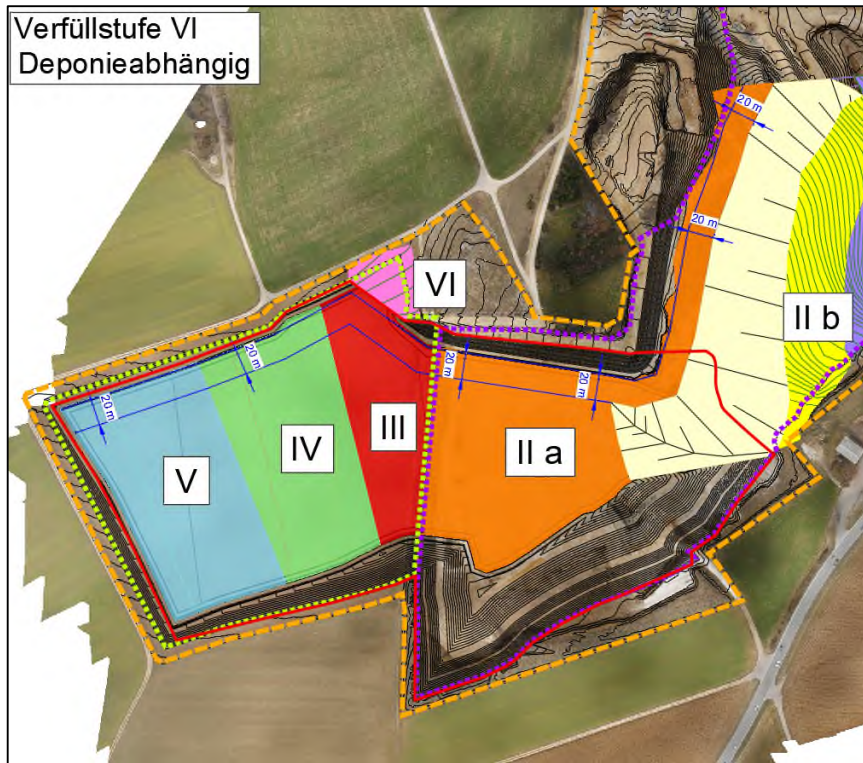 Verfüllstufe VI
Deponieabhängig
20 m
20 m
VI
II b
20 m
20 m
20 m
20 m
III
IV
II a
V